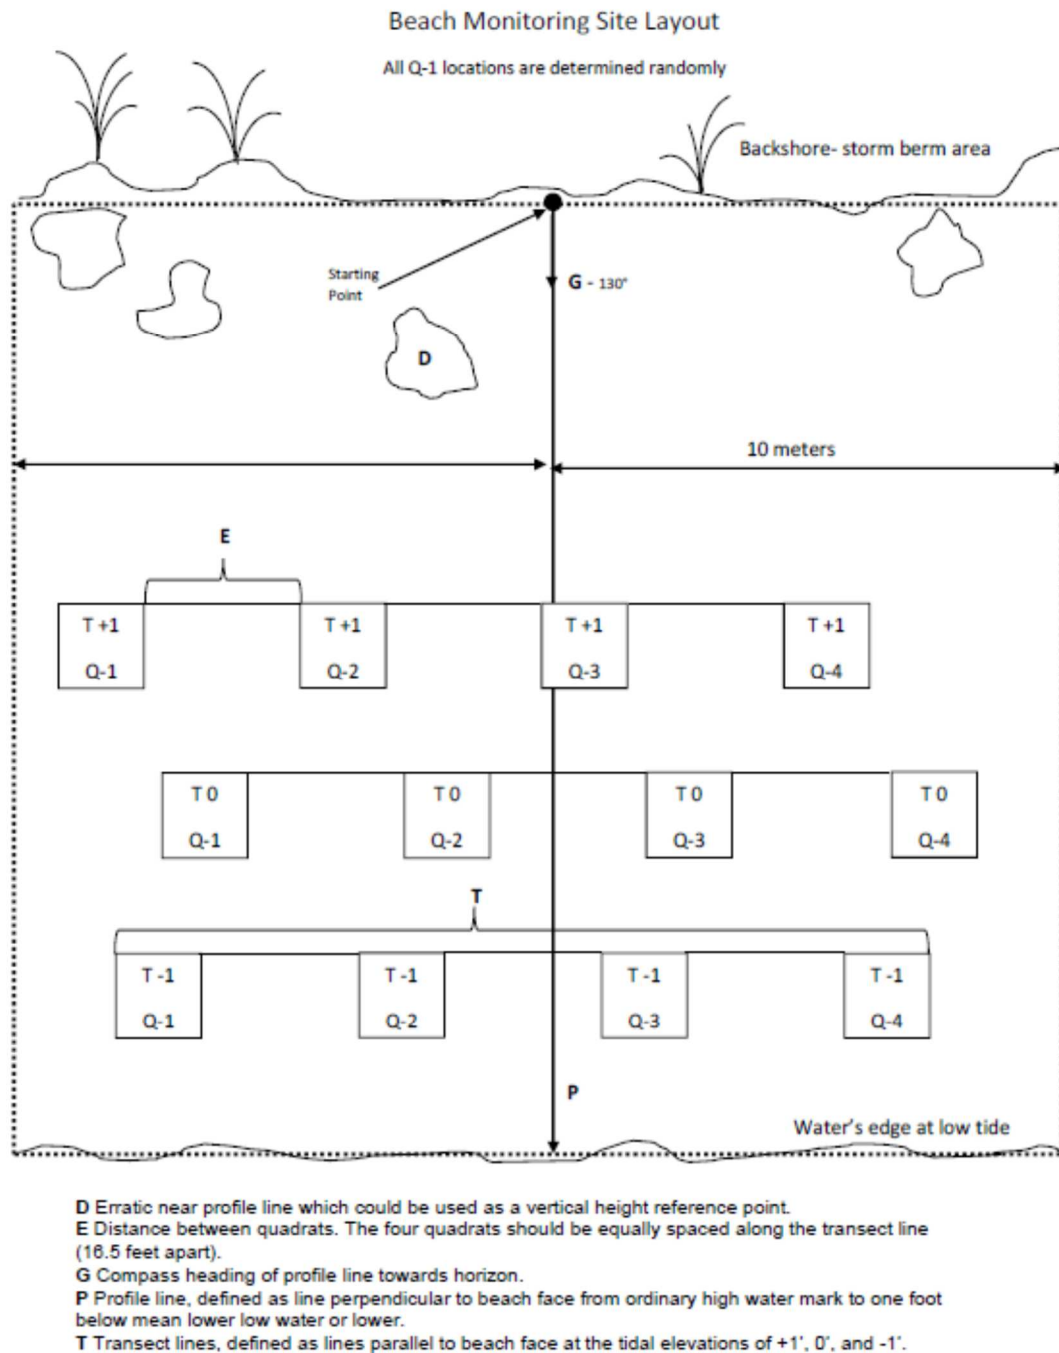 Beach Monitoring Site Layout
All Q-1 locations are determined randomly
Backshore- storm berm area
Starting
Point
G - 130°
D
10 meters
E
T +1
Q-1
T +1
Q-2
T +1
Q-3
T +1
Q-4
T 0
Q-1
T 0
Q-2
T 0
Q-3
T 0
Q-4
T
T -1
Q-1
T -1
Q-2
T -1
Q-3
T -1
Q-4
P
Water's edge at low tide
D Erratic near profile line which could be used as a vertical height reference point.
E Distance between quadrats. The four quadrats should be equally spaced along the transect line
(16.5 feet apart).
G Compass heading of profile line towards horizon.
P Profile line, defined as line perpendicular to beach face from ordinary high water mark to one foot
below mean lower low water or lower.
T Transect lines, defined as lines parallel to beach face at the tidal elevations of +1', 0', and -1'.